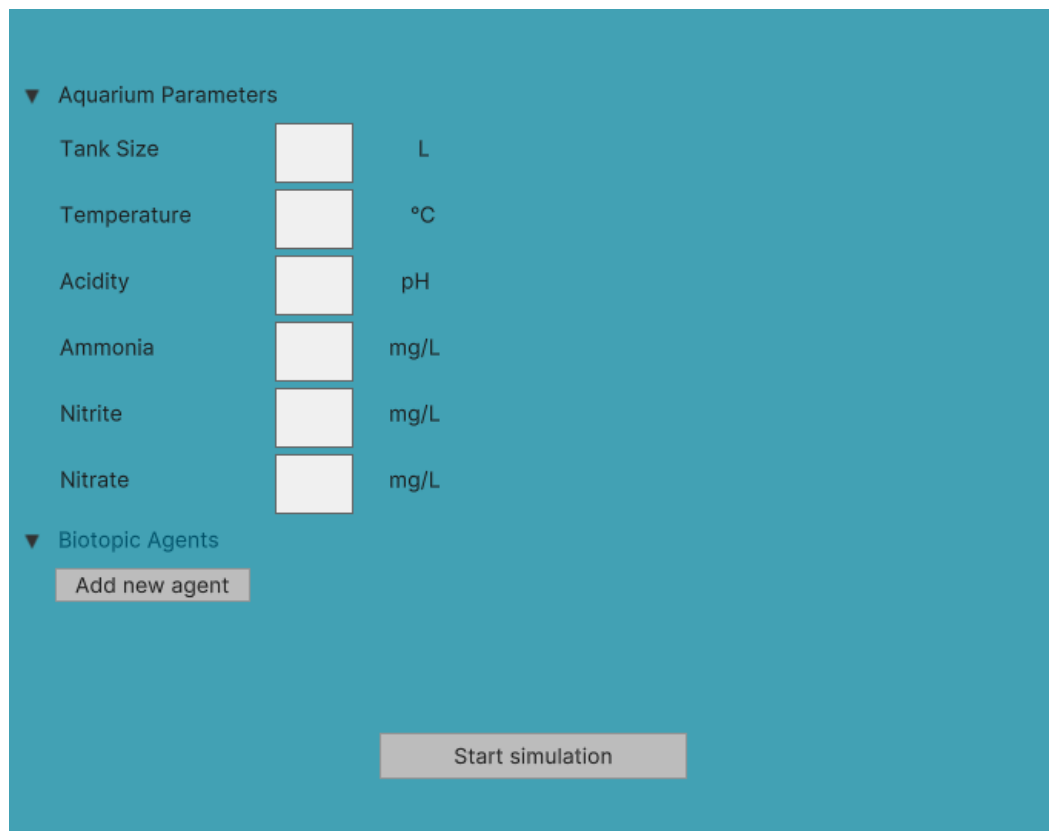 ▼ Aquarium Parameters
Tank Size L
Temperature °C
Acidity pH
Ammonia mg/L
Nitrite mg/L
Nitrate mg/L
▼ Biotopic Agents
Add new agent
Start simulation